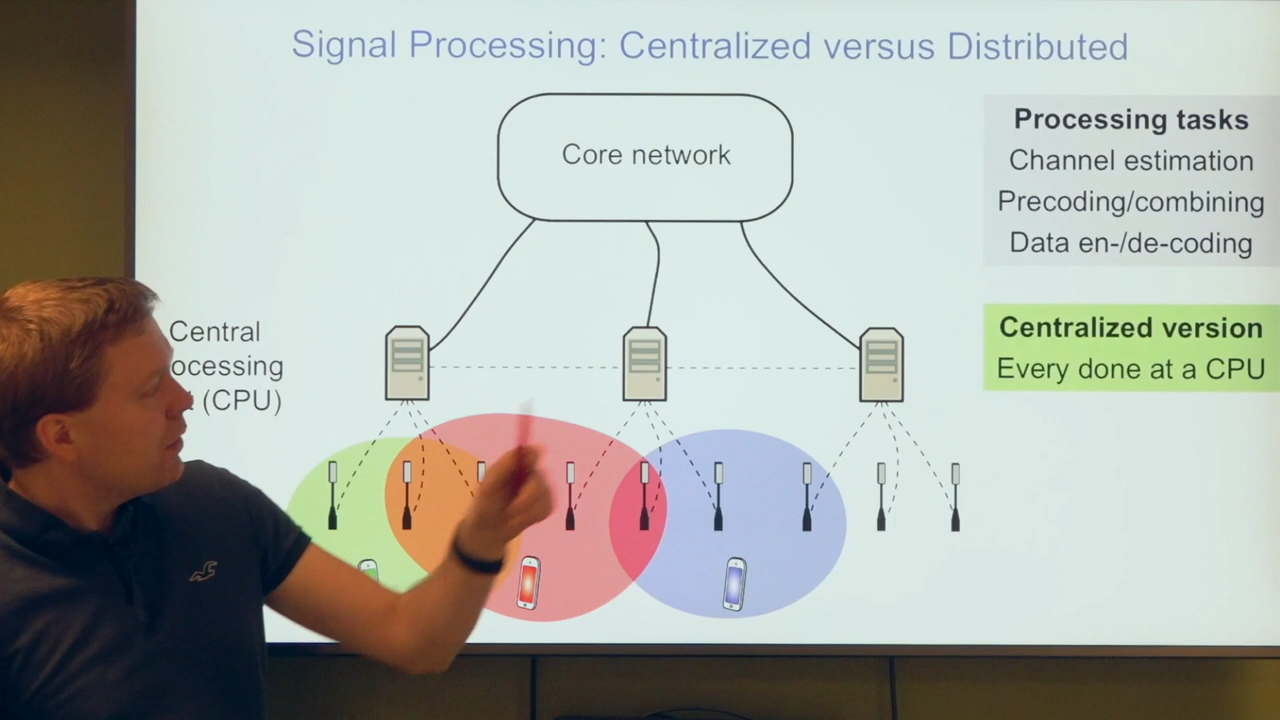 Signal Processing: Centralized versus Distributed
Core network
Processing tasks
Channel estimation
Precoding/combining
Data en-/de-coding
Central
ocessing
(CPU)
Centralized version
Every done at a CPU